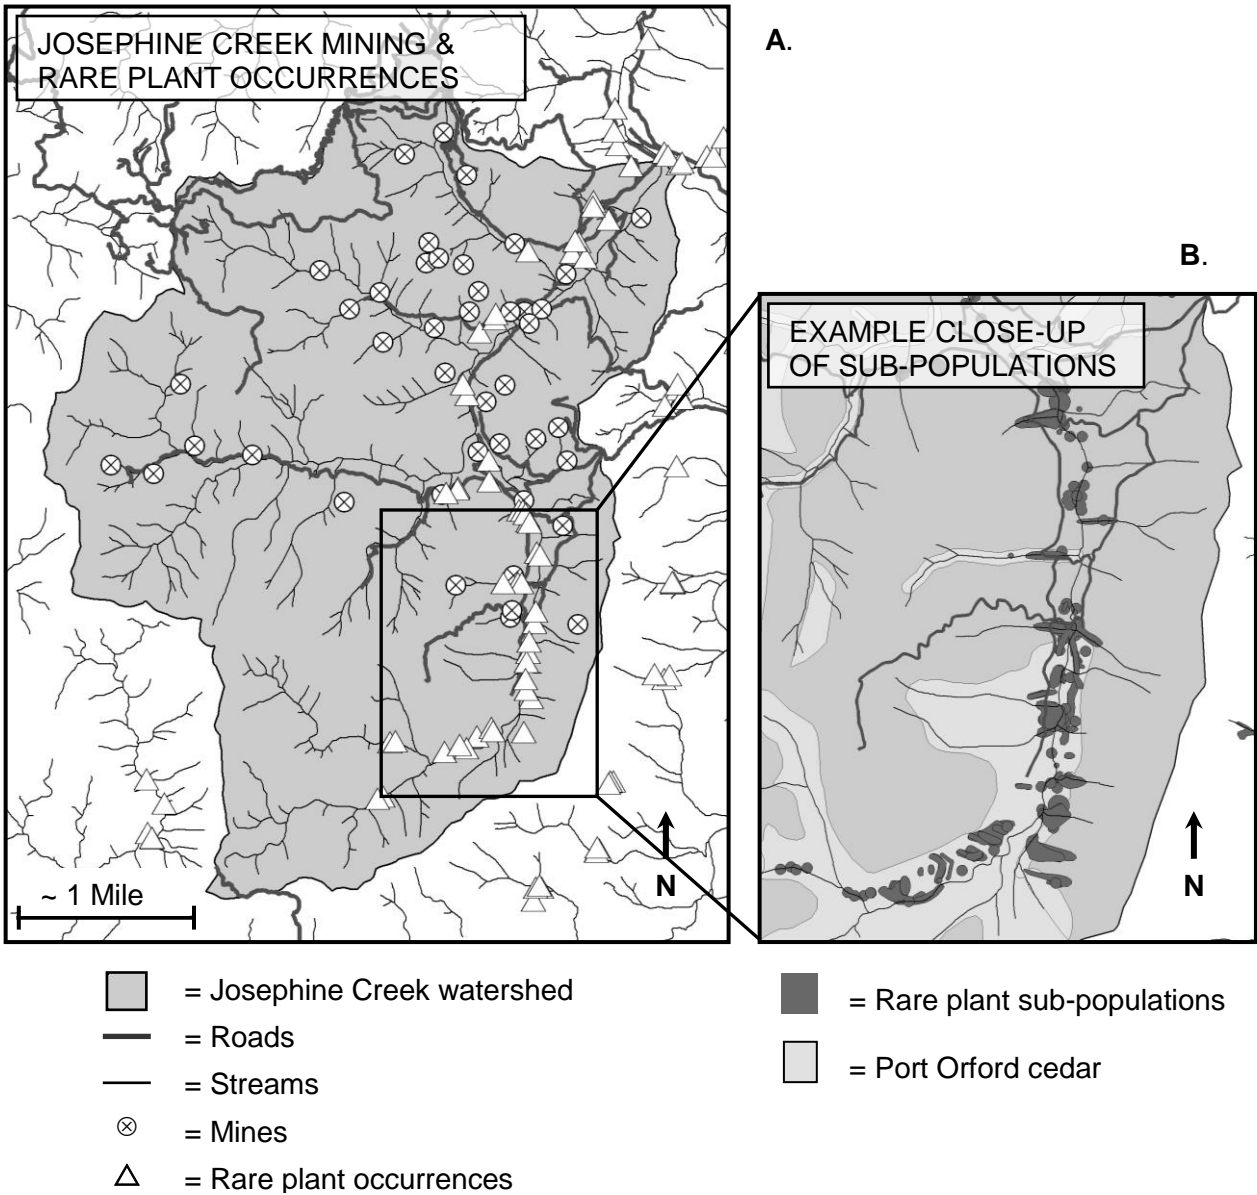 JOSEPHINE CREEK MINING &
RARE PLANT OCCURRENCES
A.
B.
EXAMPLE CLOSE-UP
OF SUB-POPULATIONS
~ 1 Mile
N
N
= Josephine Creek watershed
= Roads
= Streams
= Mines
= Rare plant occurrences
= Rare plant sub-populations
= Port Orford cedar